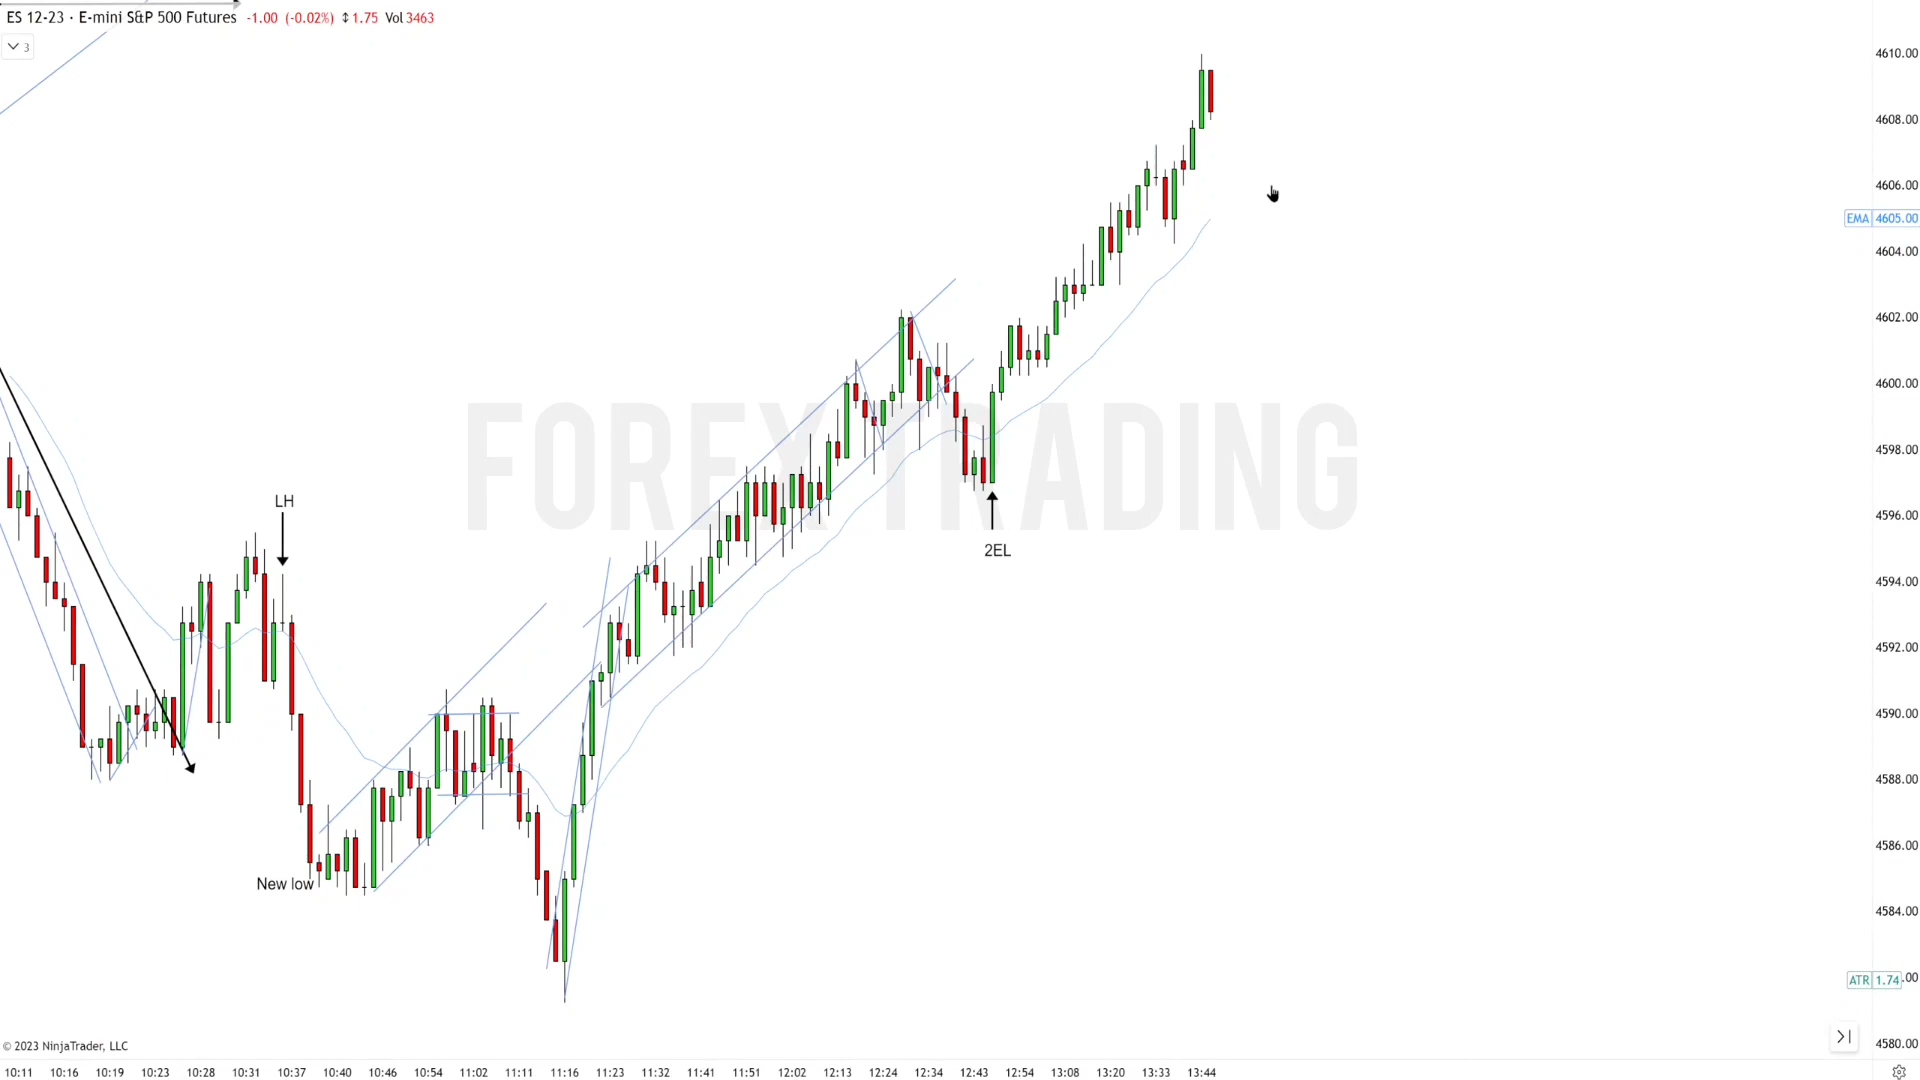 ES 12-23 · E-mini S&P 500 Futures -1.00 (-0.02%) ↕1.75 Vol 3463
3
4610.00
4608.00
4606.00
EMA 4605.00
4604.00
4602.00
4600.00
FOREX TRADING
4598.00
LH
4596.00
2EL
4594.00
4592.00
4590.00
4588.00
4586.00
New low
4584.00
ATR 1.74 .00
© 2023 NinjaTrader, LLC
4580.00
10:11 10:16 10:19 10:23 10:28 10:31 10:37 10:40 10:46 10:54 11:02 11:11 11:16 11:23 11:32 11:41 11:51 12:02 12:13 12:24 12:34 12:43 12:54 13:08 13:20 13:33 13:44